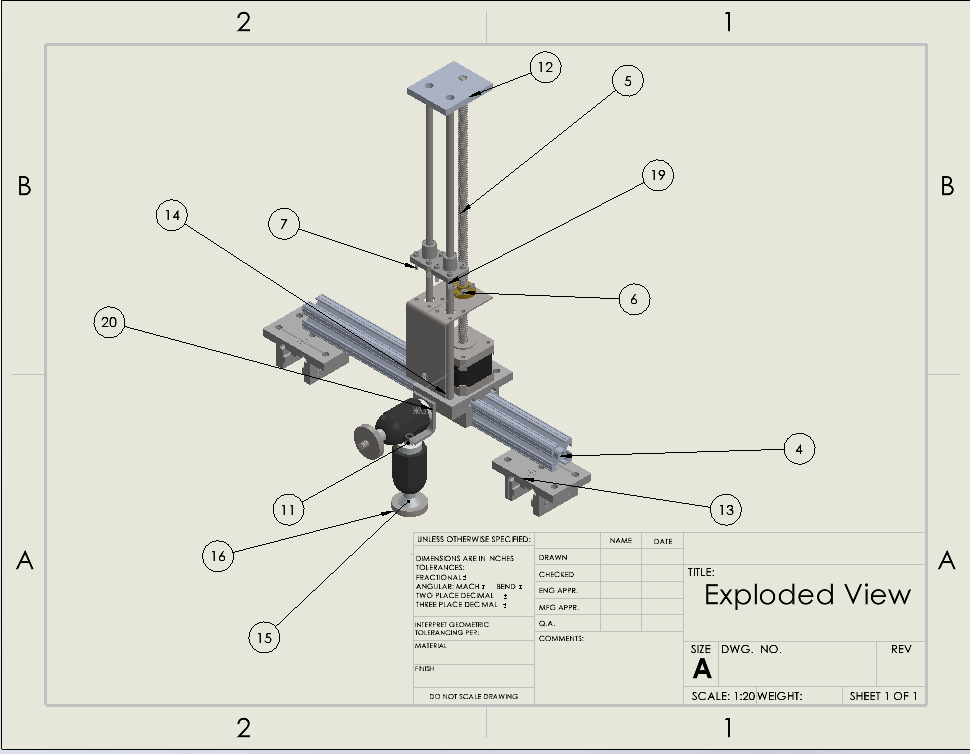 2 1
12
5
19
B B
14
7
6
20
4
11
13
16
A A
15
UNLESS OTHERWISE SPECIFIED:
NAME DATE
DIMENSIONS ARE IN INCHES
TOLERANCES:
FRACTIONAL ±
ANGULAR: MACH ± BEND ±
TWO PLACE DECIMAL ±
THREE PLACE DECIMAL ±
INTERPRET GEOMETRIC
TOLERANCING PER:
MATERIAL
FINISH
DO NOT SCALE DRAWING
DRAWN
CHECKED
ENG APPR.
MFG APPR.
Q.A.
COMMENTS:
TITLE:
Exploded View
SIZE DWG. NO. REV
A
SCALE: 1:20 WEIGHT: SHEET 1 OF 1
2 1